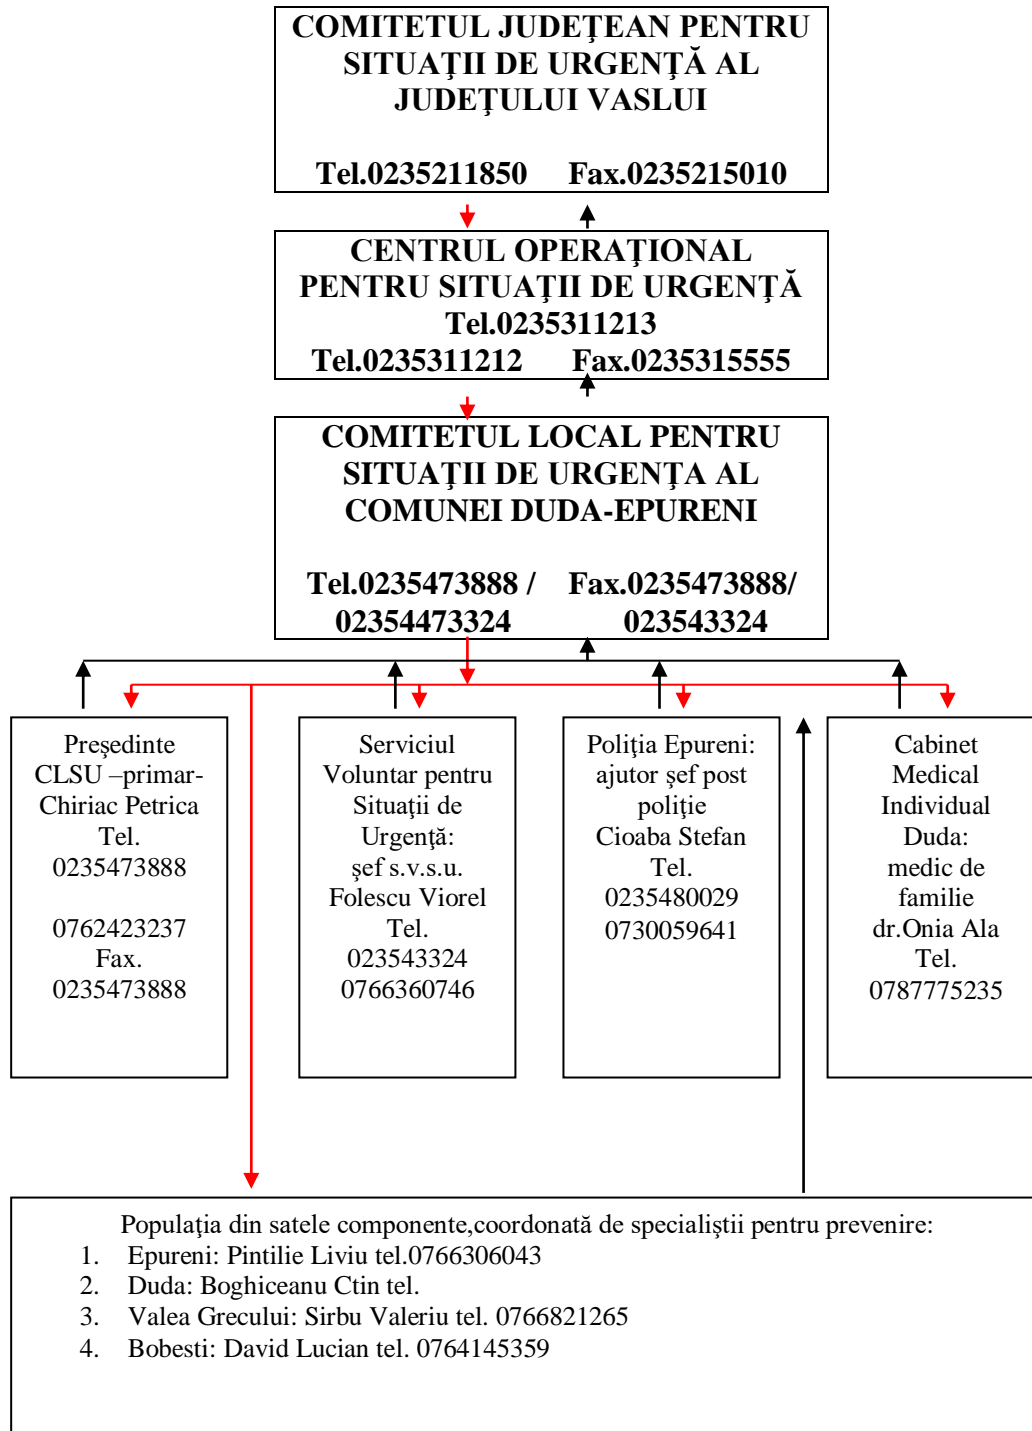 COMITETUL JUDEŢEAN PENTRU
SITUAŢII DE URGENŢĂ AL
JUDEŢULUI VASLUI
Tel.0235211850 Fax.0235215010
CENTRUL OPERAŢIONAL
PENTRU SITUAŢII DE URGENŢĂ
Tel.0235311213
Tel.0235311212 Fax.0235315555
COMITETUL LOCAL PENTRU
SITUAŢII DE URGENŢA AL
COMUNEI DUDA-EPURENI
Tel.0235473888 / Fax.0235473888/
02354473324 023543324
Preşedinte
CLSU –primar-
Chiriac Petrica
Tel.
0235473888
0762423237
Fax.
0235473888
Serviciul
Voluntar pentru
Situaţii de
Urgenţă:
şef s.v.s.u.
Folescu Viorel
Tel.
023543324
0766360746
Poliţia Epureni:
ajutor şef post
poliţie
Cioaba Stefan
Tel.
0235480029
0730059641
Cabinet
Medical
Individual
Duda:
medic de
familie
dr.Onia Ala
Tel.
0787775235
Populaţia din satele componente,coordonată de specialiştii pentru prevenire:
1. Epureni: Pintilie Liviu tel.0766306043
2. Duda: Boghiceanu Ctin tel.
3. Valea Grecului: Sirbu Valeriu tel. 0766821265
4. Bobesti: David Lucian tel. 0764145359